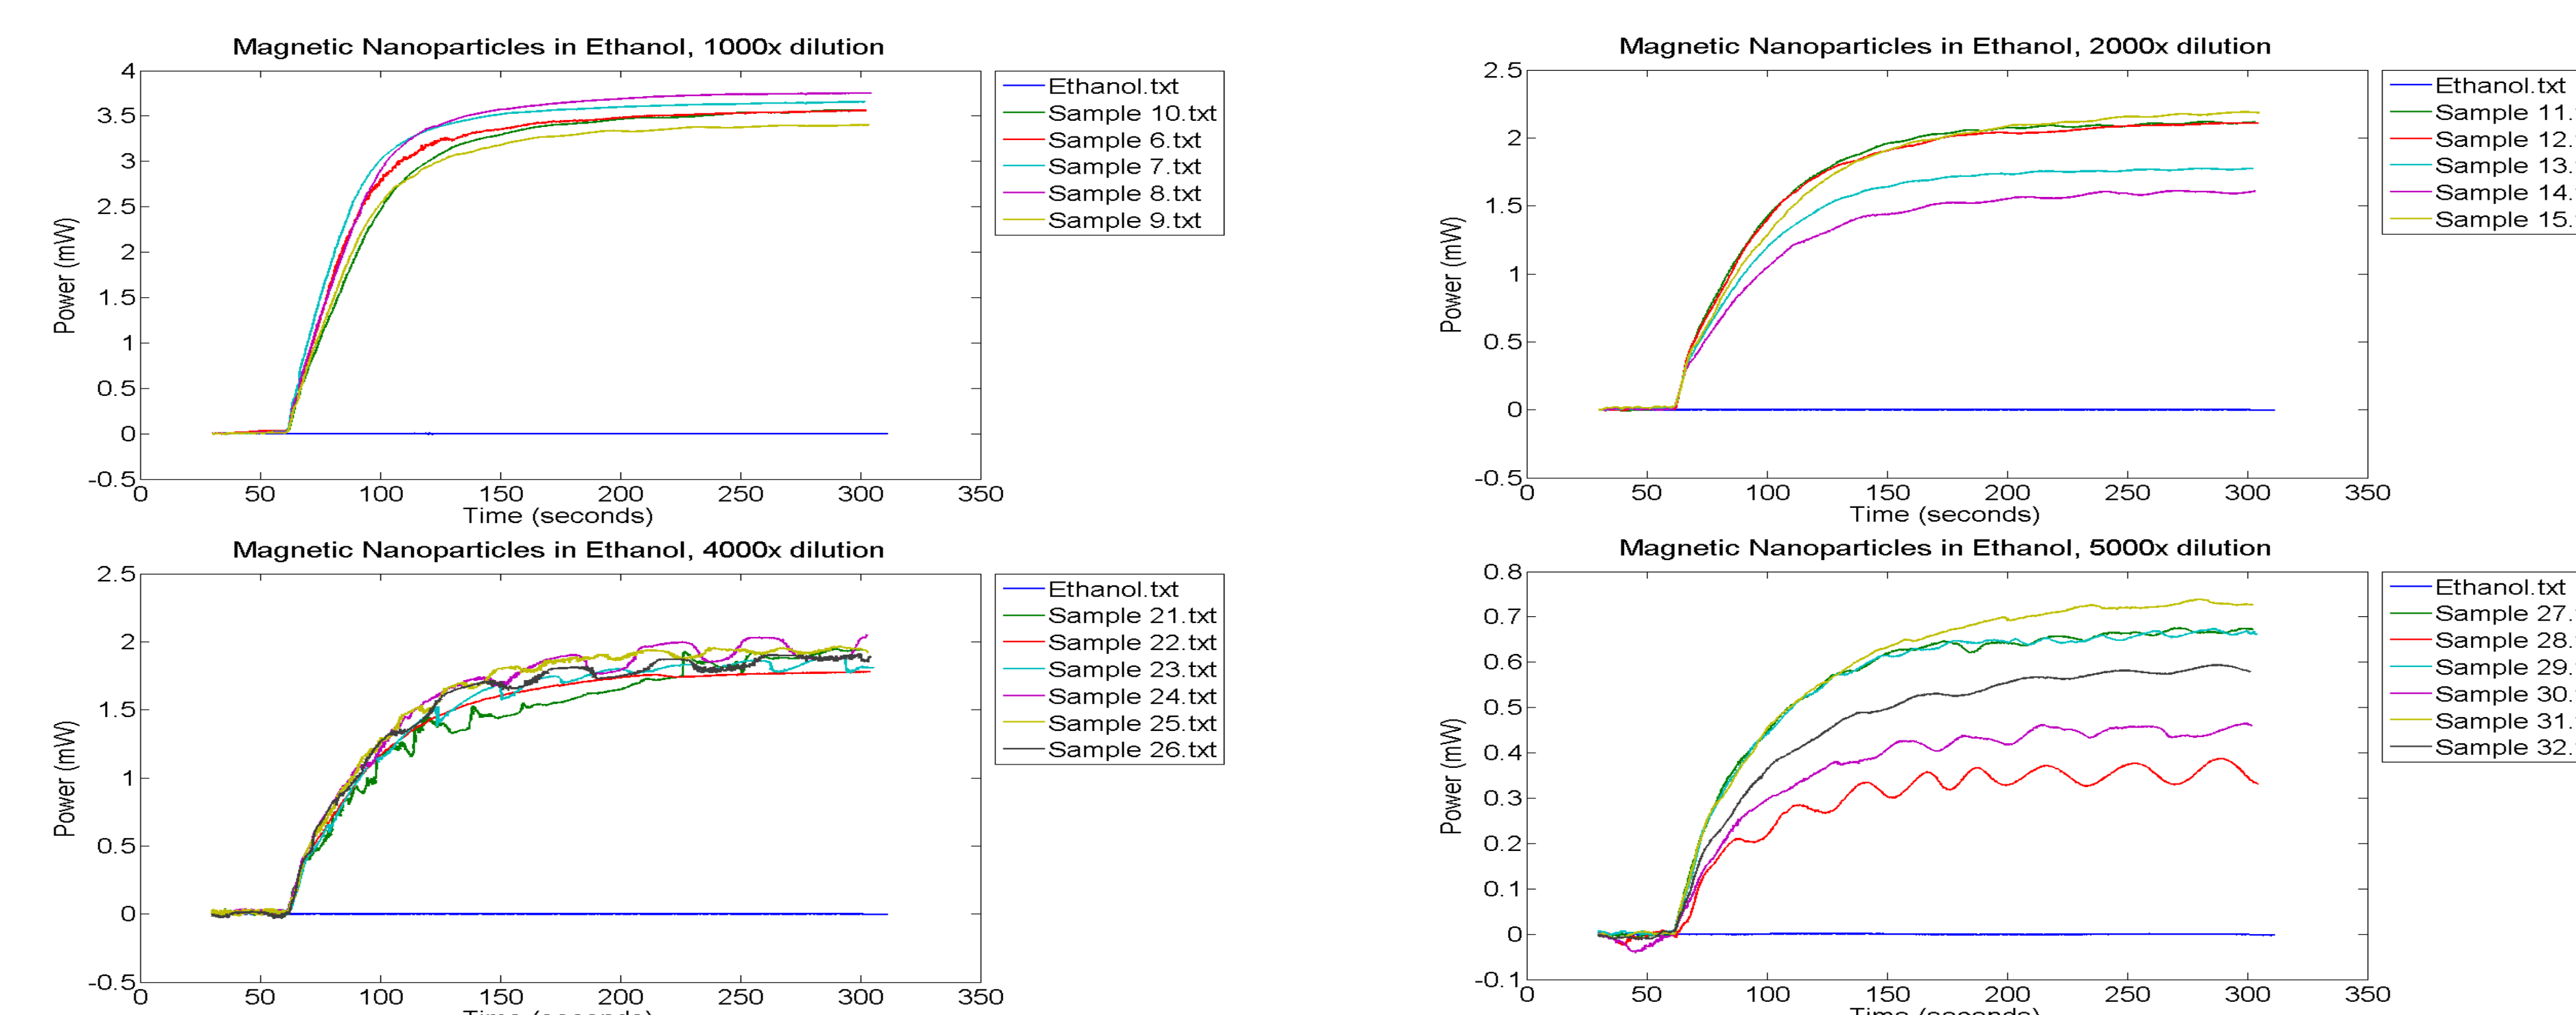 Magnetic Nanoparticles in Ethanol, 1000x dilution
4
3.5
3
2.5
2
1.5
1
0.5
0
-0.5
Power (mW)
0 50 100 150 200 250 300 350
Time (seconds)
Ethanol.txt
Sample 10.txt
Sample 6.txt
Sample 7.txt
Sample 8.txt
Sample 9.txt
Magnetic Nanoparticles in Ethanol, 2000x dilution
2.5
2
1.5
1
0.5
0
-0.5
Power (mW)
0 50 100 150 200 250 300 350
Time (seconds)
Ethanol.txt
Sample 11.
Sample 12.
Sample 13.
Sample 14.
Sample 15.
Magnetic Nanoparticles in Ethanol, 4000x dilution
2.5
2
1.5
1
0.5
0
-0.5
Power (mW)
0 50 100 150 200 250 300 350
Time (seconds)
Ethanol.txt
Sample 21.txt
Sample 22.txt
Sample 23.txt
Sample 24.txt
Sample 25.txt
Sample 26.txt
Magnetic Nanoparticles in Ethanol, 5000x dilution
0.8
0.7
0.6
0.5
0.4
0.3
0.2
0.1
0
-0.1
Power (mW)
0 50 100 150 200 250 300 350
Time (seconds)
Ethanol.txt
Sample 27.
Sample 28.
Sample 29.
Sample 30.
Sample 31.
Sample 32.